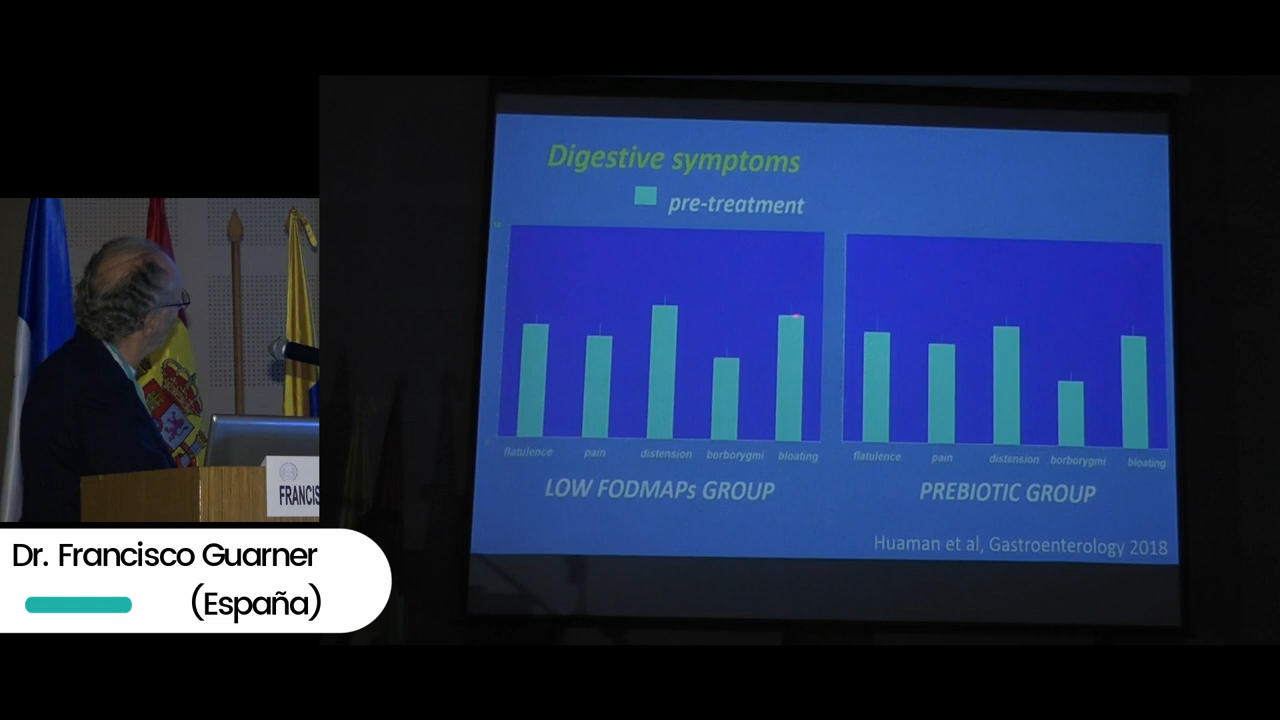 Digestive symptoms
pre-treatment
flatulence pain distension borborygmi bloating
flatulence pain distension borborygmi bloating
LOW FODMAPs GROUP
PREBIOTIC GROUP
Huaman et al, Gastroenterology 2018
FRANCIS
Dr. Francisco Guarner
(España)